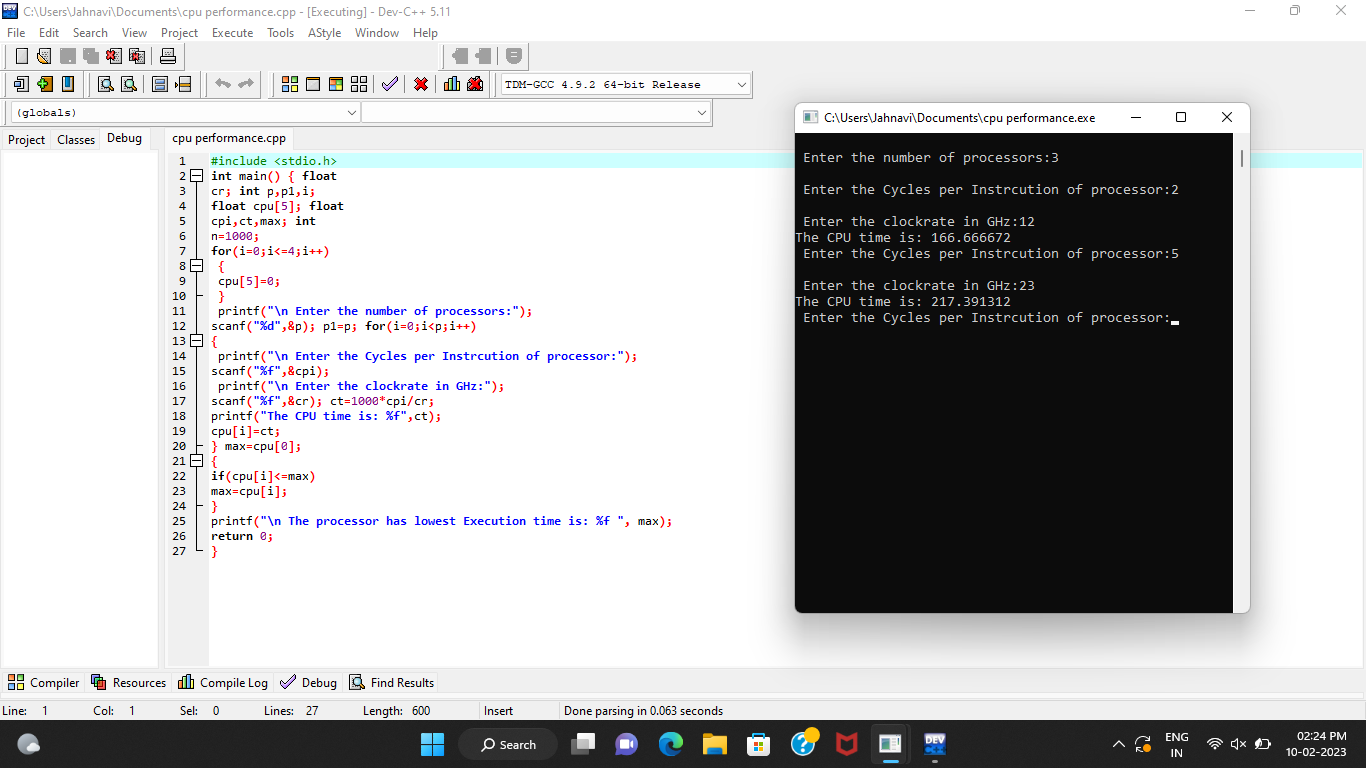 C:\Users\Jahnavi\Documents\cpu performance.cpp - [Executing] - Dev-C++ 5.11
File Edit Search View Project Execute Tools AStyle Window Help
TDM-GCC 4.9.2 64-bit Release
(globals)
Project Classes Debug
cpu performance.cpp
1 #include <stdio.h>
2 int main() { float
3 cr; int p,p1,i;
4 float cpu[5]; float
5 cpi,ct,max; int
6 n=1000;
7 for(i=0;i<=4;i++)
8 {
9 cpu[5]=0;
10 }
11 printf("\n Enter the number of processors:");
12 scanf("%d",&p); p1=p; for(i=0;i<p;i++)
13 {
14 printf("\n Enter the Cycles per Instrcution of processor:");
15 scanf("%f",&cpi);
16 printf("\n Enter the clockrate in GHz:");
17 scanf("%f",&cr); ct=1000*cpi/cr;
18 printf("The CPU time is: %f",ct);
19 cpu[i]=ct;
20 } max=cpu[0];
21 {
22 if(cpu[i]<=max)
23 max=cpu[i];
24 }
25 printf("\n The processor has lowest Execution time is: %f ", max);
26 return 0;
27 }
C:\Users\Jahnavi\Documents\cpu performance.exe
Enter the number of processors:3
Enter the Cycles per Instrcution of processor:2
Enter the clockrate in GHz:12
The CPU time is: 166.666672
Enter the Cycles per Instrcution of processor:5
Enter the clockrate in GHz:23
The CPU time is: 217.391312
Enter the Cycles per Instrcution of processor:
Compiler Resources Compile Log Debug Find Results
Line: 1 Col: 1 Sel: 0 Lines: 27 Length: 600 Insert Done parsing in 0.063 seconds
Search
DEV
ENG
IN
02:24 PM
10-02-2023